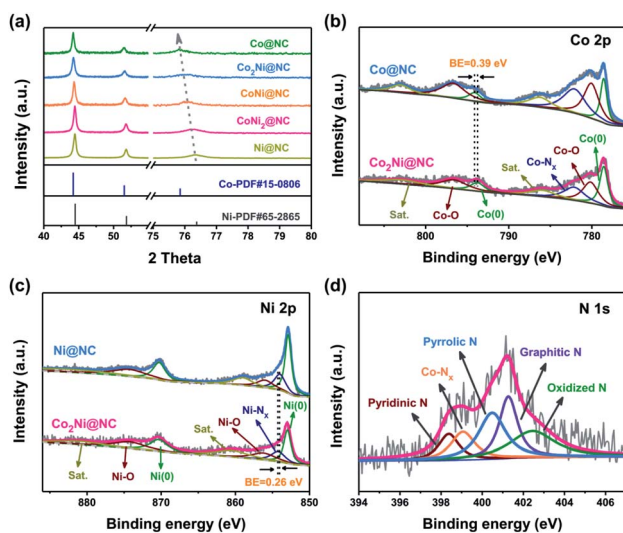 (a)
Co@NC
Co₂Ni@NC
CoNi@NC
CoNi₂@NC
Ni@NC
Co-PDF#15-0806
Ni-PDF#65-2865
Intensity (a.u.)
40 45 50 75 76 77 78 79 80
2 Theta
(b)
Co 2p
Co@NC
BE=0.39 eV
Co(0)
Co-O
Co₂Ni@NC
Sat.
Co-Nₓ
Sat.
Co-O
Co(0)
Intensity (a.u.)
800 790 780
Binding energy (eV)
(c)
Ni 2p
Ni@NC
Ni-Nₓ
Ni(0)
Co₂Ni@NC
Sat.
Ni-O
Sat.
Ni-O
Ni(0)
BE=0.26 eV
Intensity (a.u.)
880 870 860 850
Binding energy (eV)
(d)
N 1s
Pyrrolic N
Graphitic N
Co-Nₓ
Oxidized N
Pyridinic N
Intensity (a.u.)
394 396 398 400 402 404 406
Binding energy (eV)